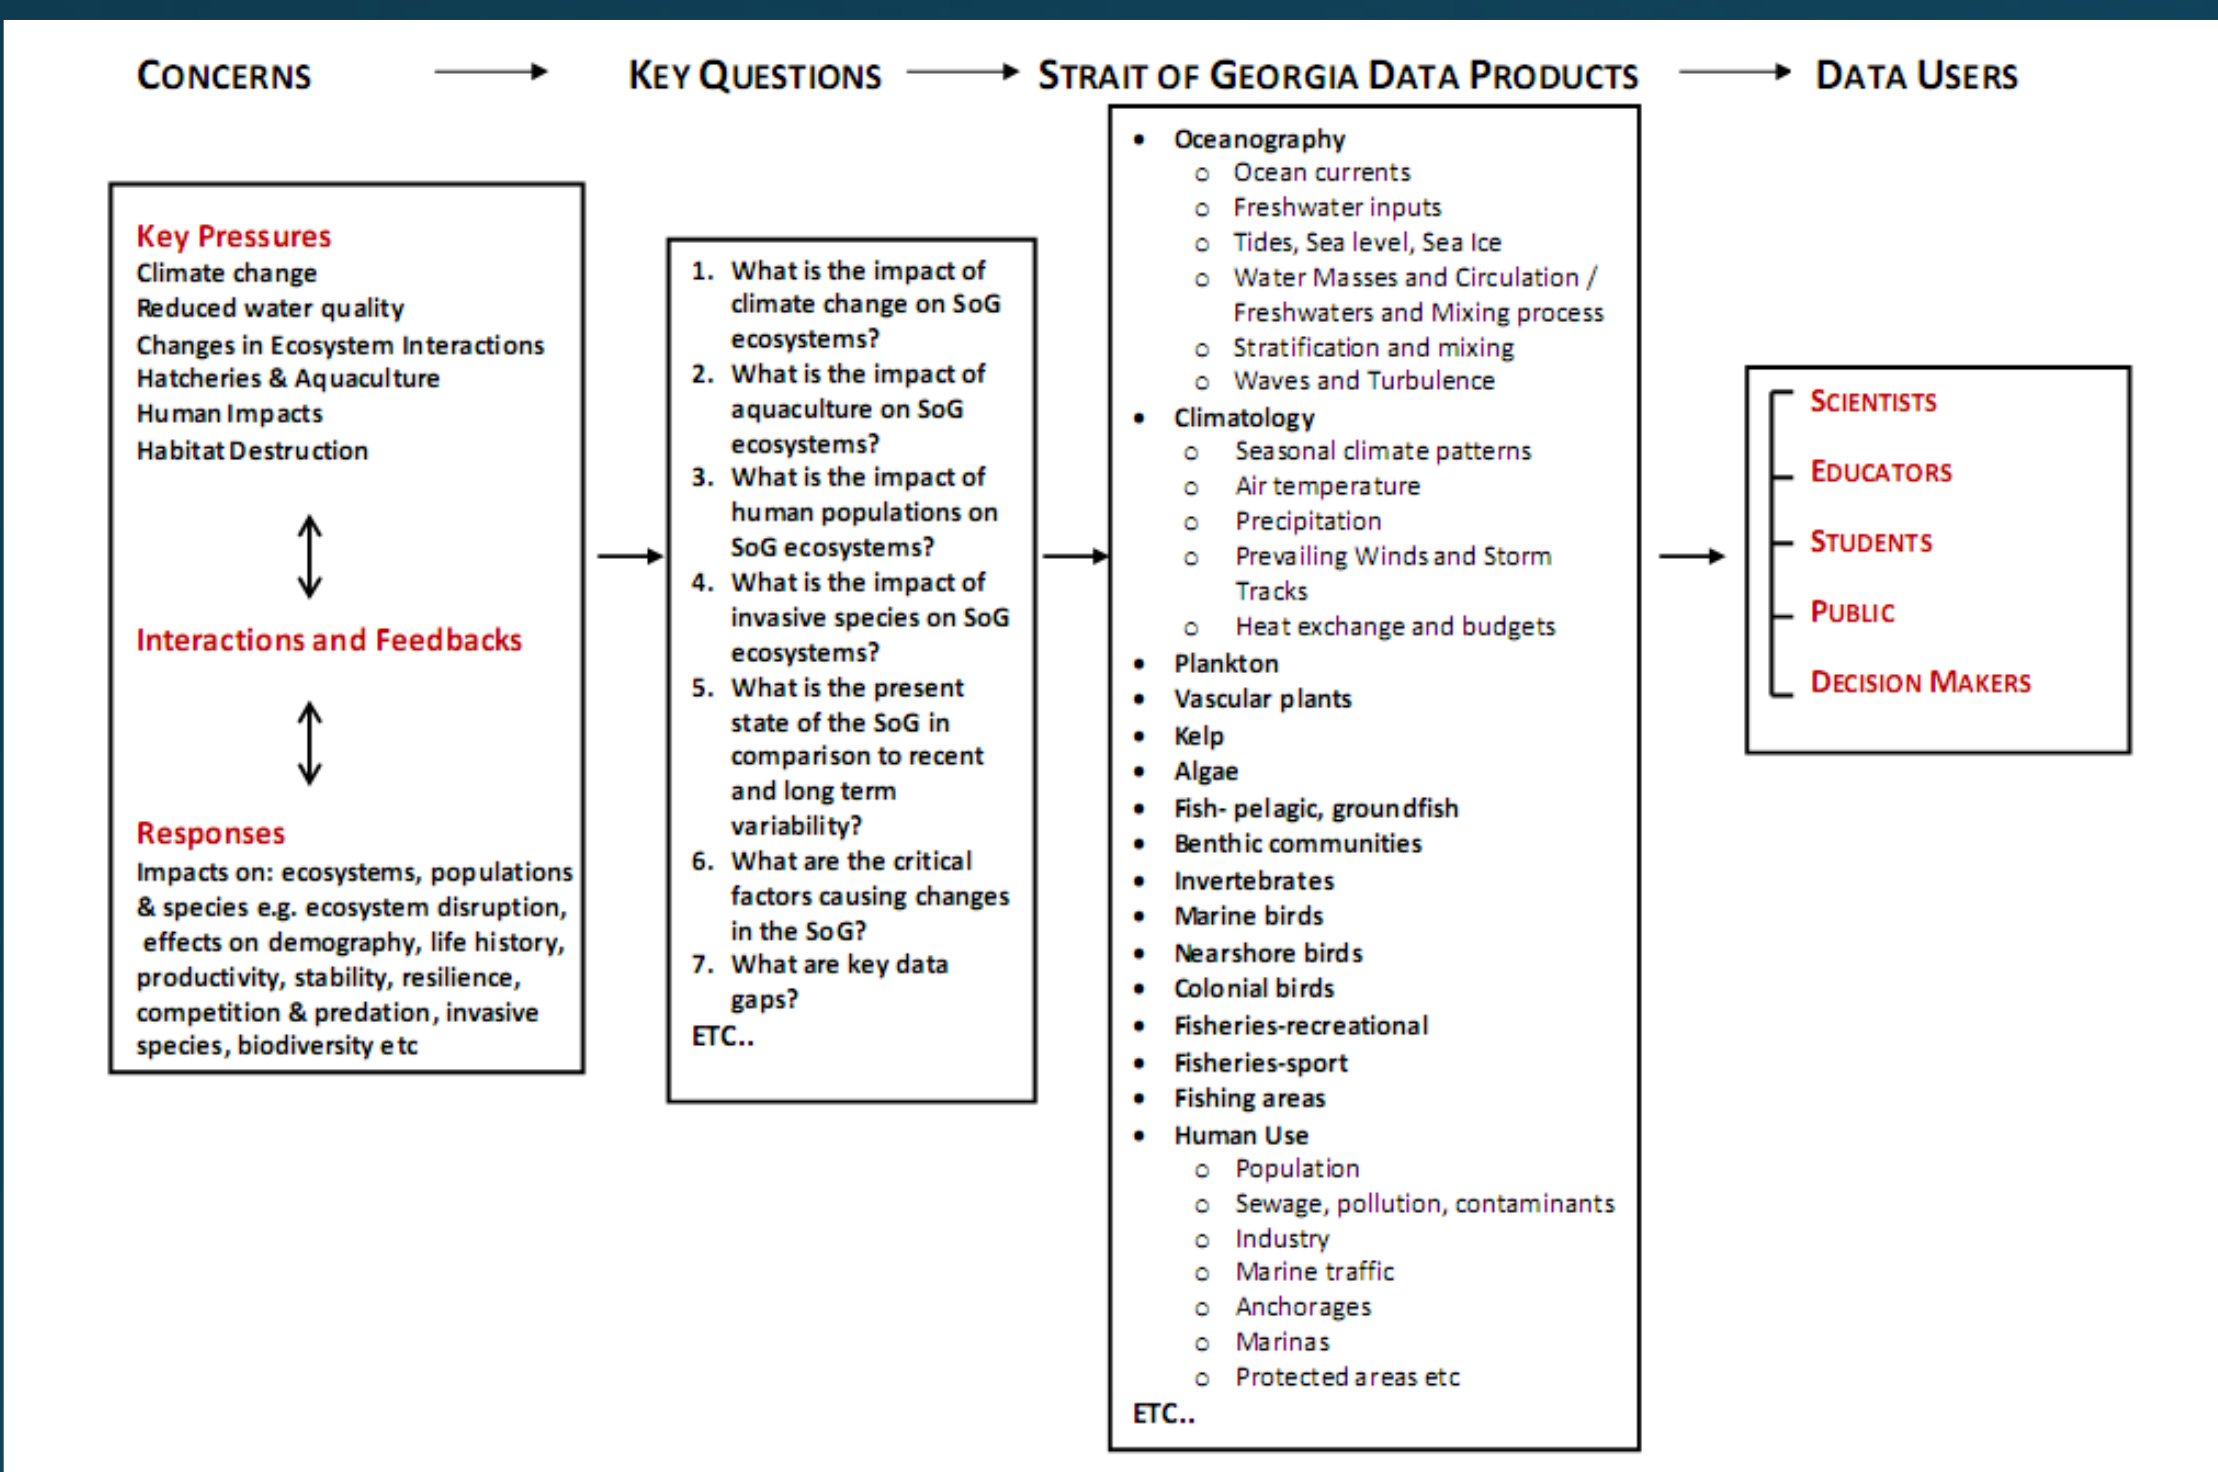 CONCERNS
KEY QUESTIONS
STRAIT OF GEORGIA DATA PRODUCTS
DATA USERS
Key Pressures
Climate change
Reduced water quality
Changes in Ecosystem Interactions
Hatcheries & Aquaculture
Human Impacts
Habitat Destruction
Interactions and Feedbacks
Responses
Impacts on: ecosystems, populations
& species e.g. ecosystem disruption,
effects on demography, life history,
productivity, stability, resilience,
competition & predation, invasive
species, biodiversity etc
1. What is the impact of
climate change on SoG
ecosystems?
2. What is the impact of
aquaculture on SoG
ecosystems?
3. What is the impact of
human populations on
SoG ecosystems?
4. What is the impact of
invasive species on SoG
ecosystems?
5. What is the present
state of the SoG in
comparison to recent
and long term
variability?
6. What are the critical
factors causing changes
in the SoG?
7. What are key data
gaps?
ETC..
• Oceanography
o Ocean currents
o Freshwater inputs
o Tides, Sea level, Sea Ice
o Water Masses and Circulation /
Freshwaters and Mixing process
o Stratification and mixing
o Waves and Turbulence
• Climatology
o Seasonal climate patterns
o Air temperature
o Precipitation
o Prevailing Winds and Storm
Tracks
o Heat exchange and budgets
• Plankton
• Vascular plants
• Kelp
• Algae
• Fish- pelagic, groundfish
• Benthic communities
• Invertebrates
• Marine birds
• Nearshore birds
• Colonial birds
• Fisheries-recreational
• Fisheries-sport
• Fishing areas
• Human Use
o Population
o Sewage, pollution, contaminants
o Industry
o Marine traffic
o Anchorages
o Marinas
o Protected areas etc
ETC..
SCIENTISTS
EDUCATORS
STUDENTS
PUBLIC
DECISION MAKERS